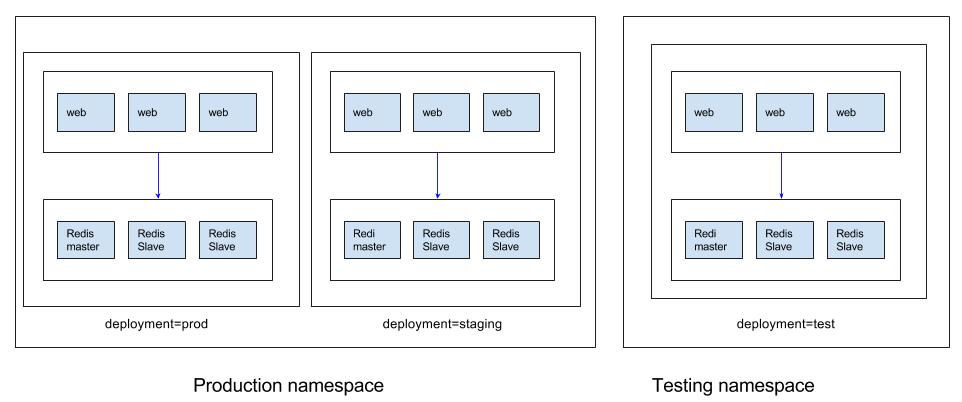 web web web
web web web
web web web
Redis master
Redis Slave
Redis Slave
Redi master
Redis Slave
Redis Slave
Redi master
Redis Slave
Redis Slave
deployment=prod
deployment=staging
deployment=test
Production namespace
Testing namespace